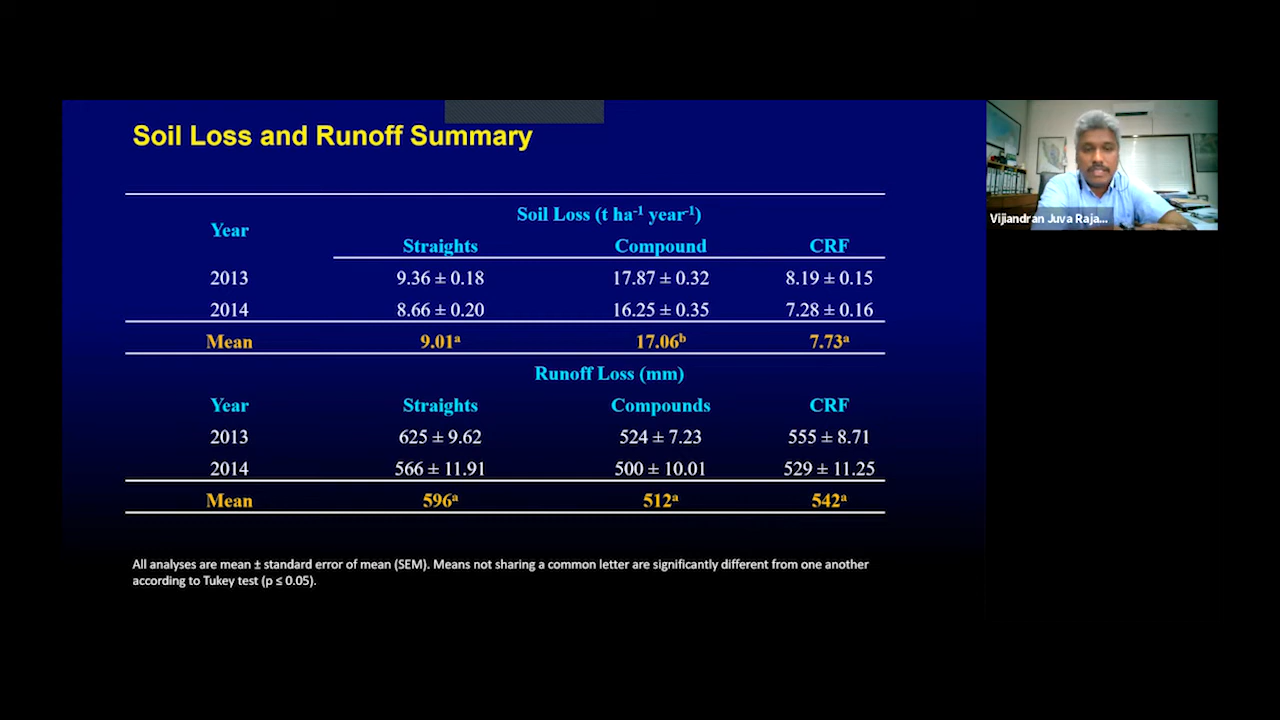 Soil Loss and Runoff Summary
Year
Soil Loss (t ha⁻¹ year⁻¹)
Straights Compound CRF
2013 9.36 ± 0.18 17.87 ± 0.32 8.19 ± 0.15
2014 8.66 ± 0.20 16.25 ± 0.35 7.28 ± 0.16
Mean 9.01ᵃ 17.06ᵇ 7.73ᵃ
Runoff Loss (mm)
Year Straights Compounds CRF
2013 625 ± 9.62 524 ± 7.23 555 ± 8.71
2014 566 ± 11.91 500 ± 10.01 529 ± 11.25
Mean 596ᵃ 512ᵃ 542ᵃ
All analyses are mean ± standard error of mean (SEM). Means not sharing a common letter are significantly different from one another
according to Tukey test (p ≤ 0.05).
Vijiandran Juva Raja...